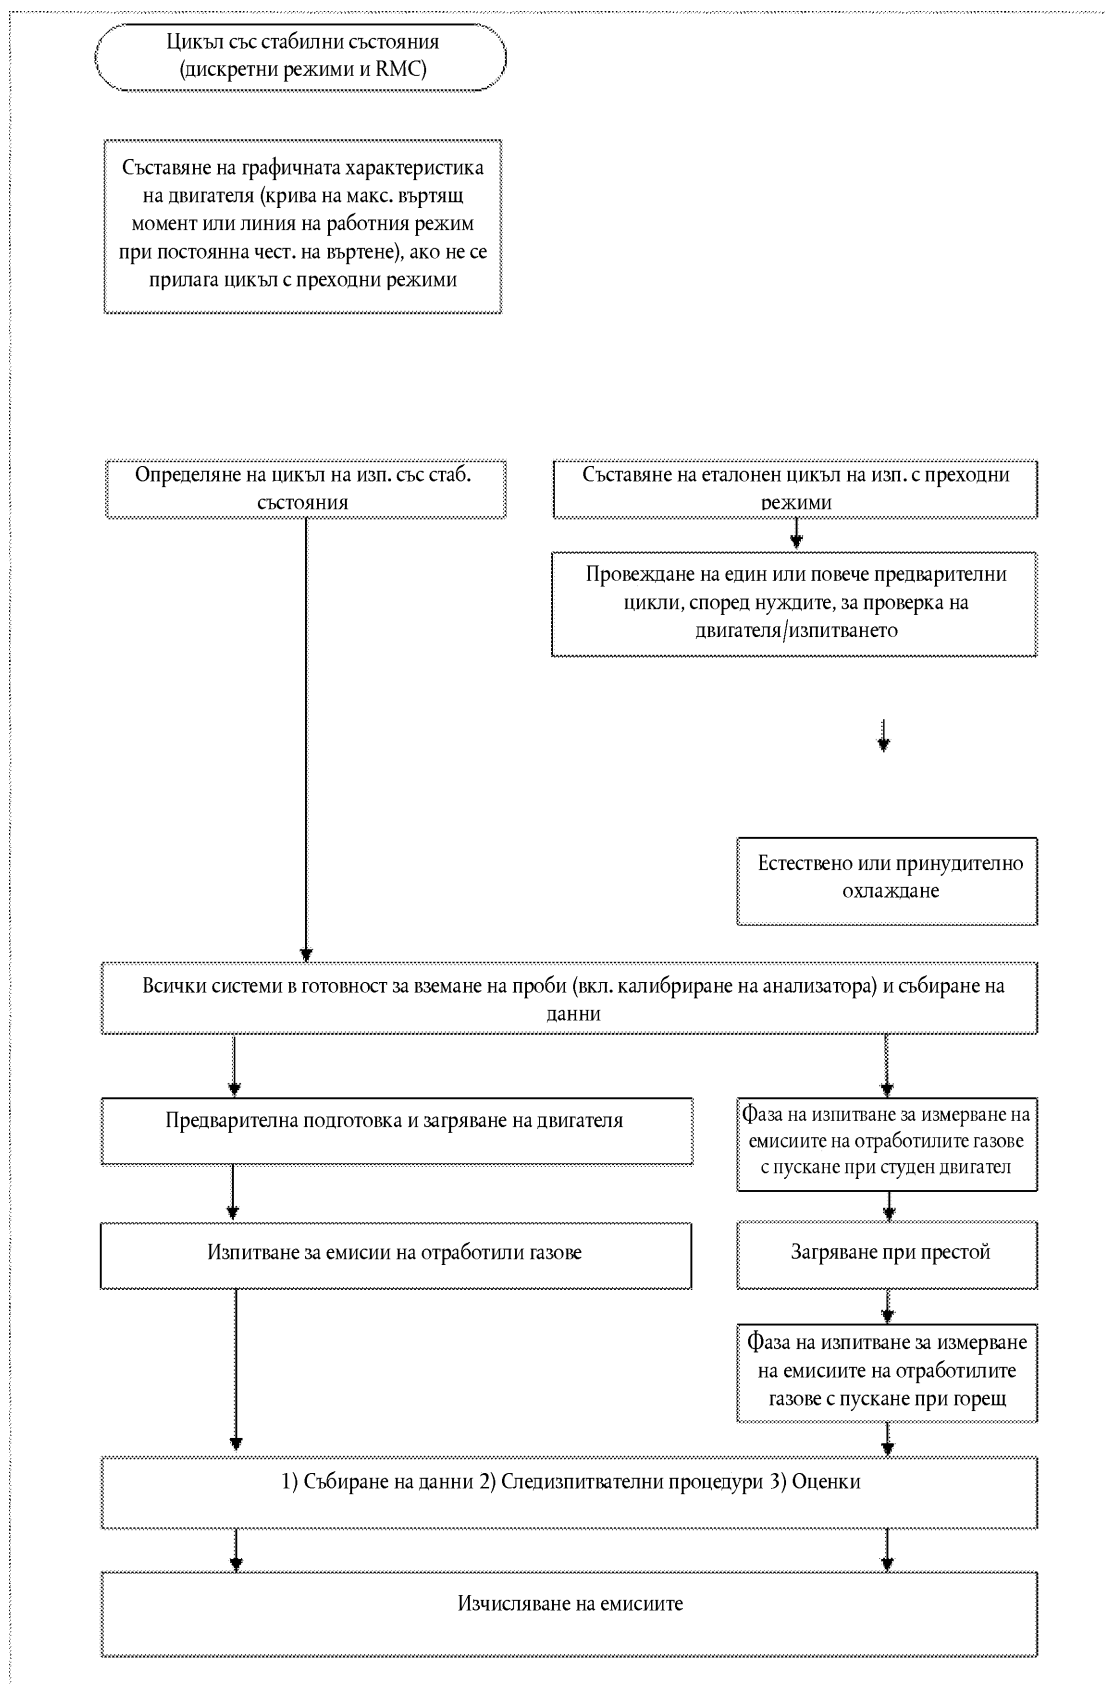 Цикъл със стабилни състояния
(дискретни режими и RMC)
Съставяне на графичната характеристика
на двигателя (крива на макс. въртящ
момент или линия на работния режим
при постоянна чест. на въртене), ако не се
прилага цикъл с преходни режими
Определяне на цикъл на изп. със стаб.
състояния
Съставяне на еталонен цикъл на изп. с преходни
режими
Провеждане на един или повече предварителни
цикли, според нуждите, за проверка на
двигателя/изпитването
Естествено или принудително
охлаждане
Всички системи в готовност за вземане на проби (вкл. калибриране на анализатора) и събиране на
данни
Предварителна подготовка и загряване на двигателя
Фаза на изпитване за измерване на
емисиите на отработилите газове
с пускане при студен двигател
Изпитване за емисии на отработили газове
Загряване при престой
Фаза на изпитване за измерване
на емисиите на отработилите
газове с пускане при горещ
1) Събиране на данни 2) Следизпитвателни процедури 3) Оценки
Изчисляване на емисиите